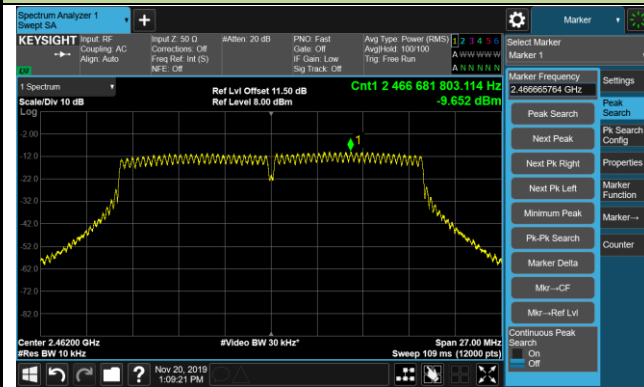 Spectrum Analyzer 1
Swept SA
+
Marker
KEYSIGHT
Input: RF
Coupling: AC
Align: Auto
Input Z: 50 Ω
Corrections: Off
Freq Ref: Int (S)
NFE: Off
#Atten: 20 dB
PNO: Fast
Gate: Off
IF Gain: Low
Sig Track: Off
Avg Type: Power (RMS)
Avg|Hold: 100/100
Trig: Free Run
1 2 3 4 5 6
A W W W W W
A N N N N N
Select Marker
Marker 1
LXI
1 Spectrum
Scale/Div 10 dB
Log
Ref Lvl Offset 11.50 dB
Ref Level 8.00 dBm
Cnt1 2 466 681 803.114 Hz
-9.652 dBm
Marker Frequency
2.466665764 GHz
Settings
Peak Search
Peak
Search
Next Peak
Pk Search
Config
Next Pk Right
Properties
Next Pk Left
Marker
Function
Minimum Peak
Marker→
Pk-Pk Search
Counter
Marker Delta
Mkr→CF
Mkr→Ref Lvl
Continuous Peak
Search
On
Off
-2.00
-12.0
-22.0
-32.0
-42.0
-52.0
-62.0
-72.0
-82.0
1
Center 2.46200 GHz
#Res BW 10 kHz
#Video BW 30 kHz*
Span 27.00 MHz
Sweep 109 ms (12000 pts)
?
Nov 20, 2019
1:09:21 PM